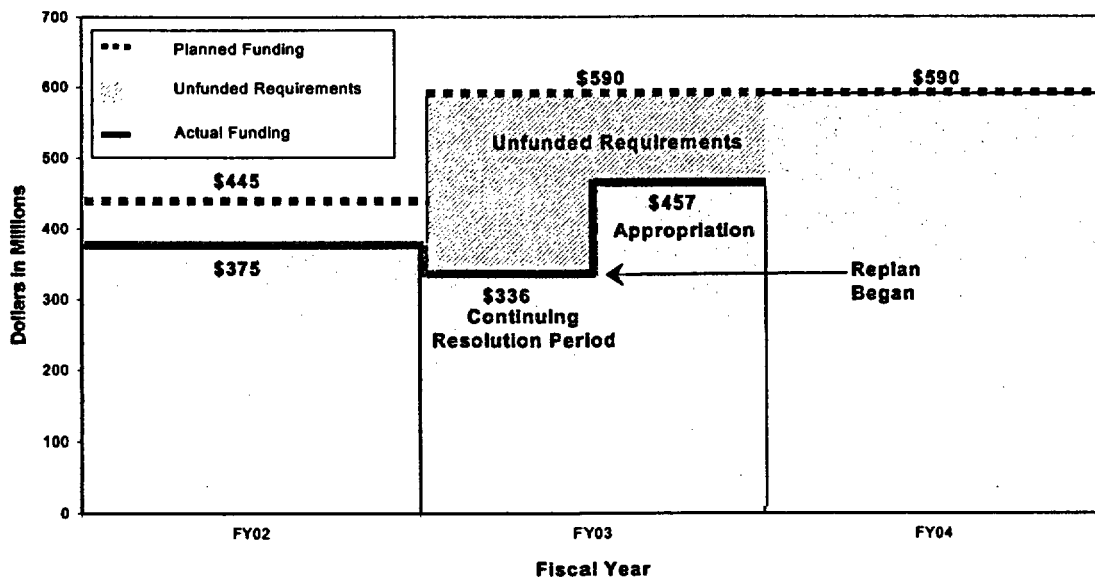 700
600
500
400
300
200
100
0
Dollars in Millions
Planned Funding
Unfunded Requirements
Actual Funding
$445
$375
$590
$590
Unfunded Requirements
$457
Appropriation
$336
Continuing
Resolution Period
Replan
Began
FY02
FY03
FY04
Fiscal Year